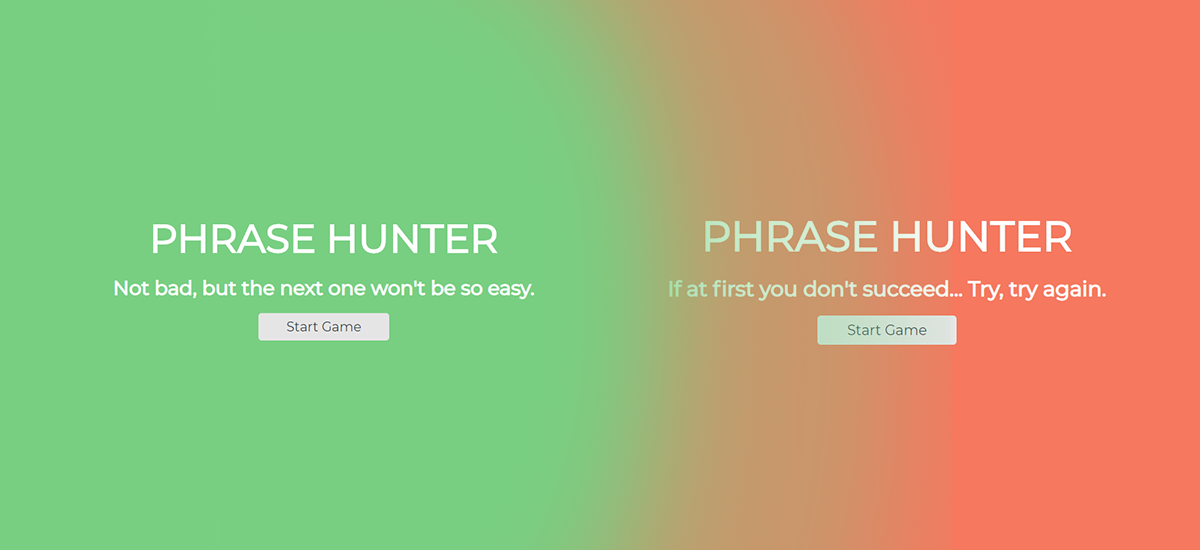 PHRASE HUNTER
Not bad, but the next one won't be so easy.
Start Game
PHRASE HUNTER
If at first you don't succeed... Try, try again.
Start Game